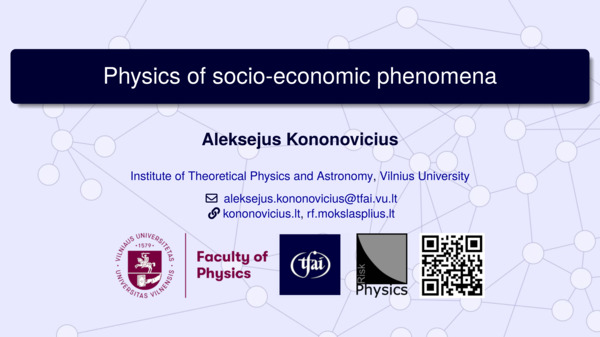 Physics of socio-economic phenomena
Aleksejus Kononovicius
Institute of Theoretical Physics and Astronomy, Vilnius University
aleksejus.kononovicius@tfai.vu.lt
kononovicius.lt, rf.mokslasplius.lt
VILNIAUS UNIVERSITETAS
1579
UNIVERSITAS VILNENSIS
Faculty of
Physics
tfai
Risk
Physics